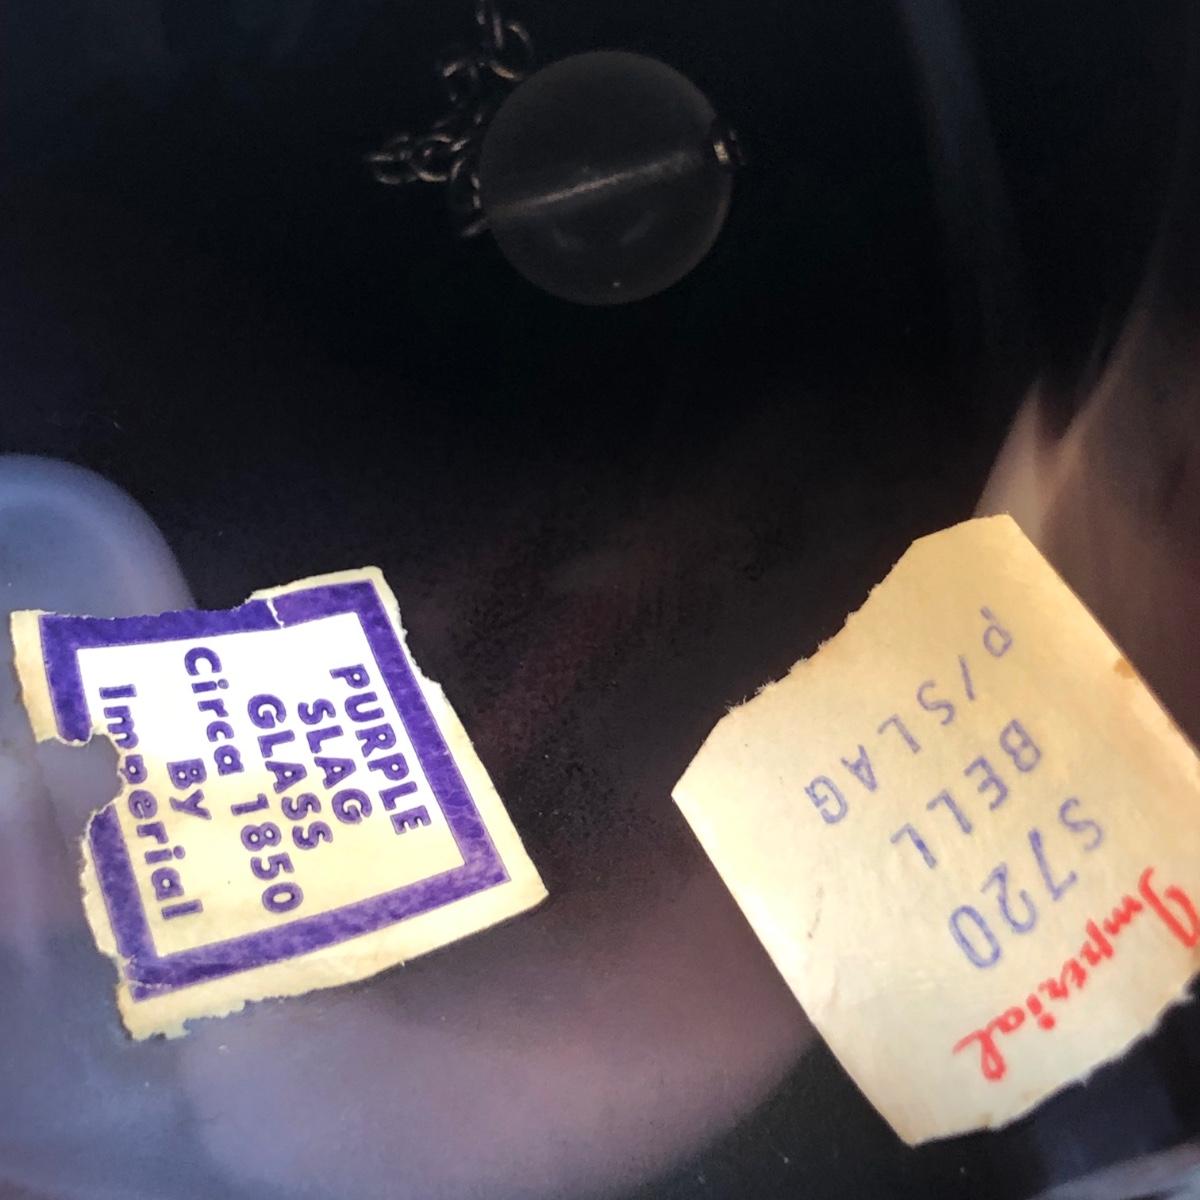 PURPLE
SLAG
GLASS
Circa 1850
By
Imperial
Imperial
S720
BELL
P/SLAG